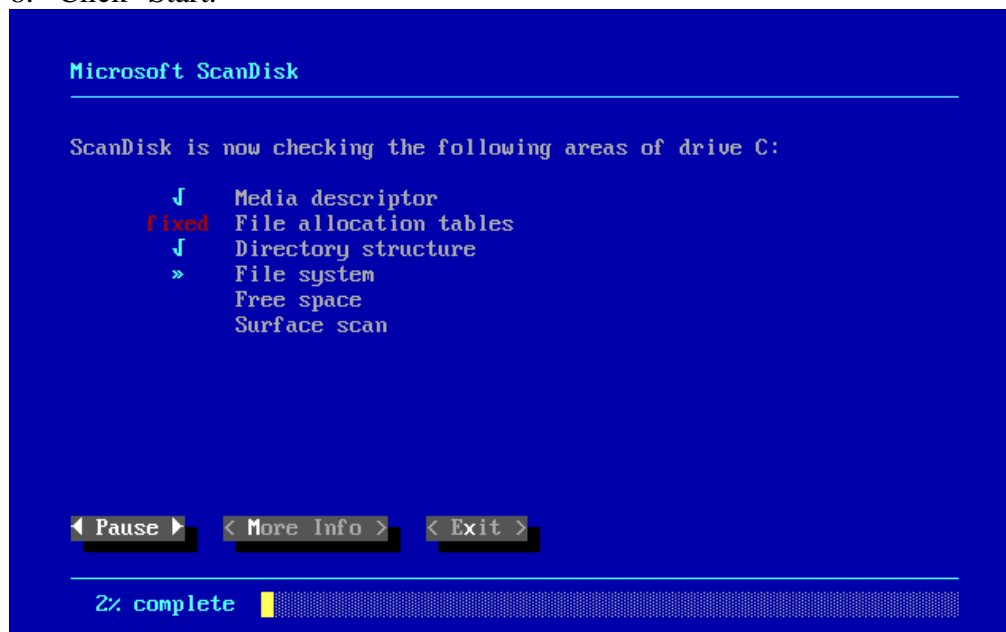 8. Click "Start."
Microsoft ScanDisk
ScanDisk is now checking the following areas of drive C:
√ Media descriptor
fixed File allocation tables
√ Directory structure
» File system
Free space
Surface scan
◄ Pause ► < More Info > < Exit >
2% complete